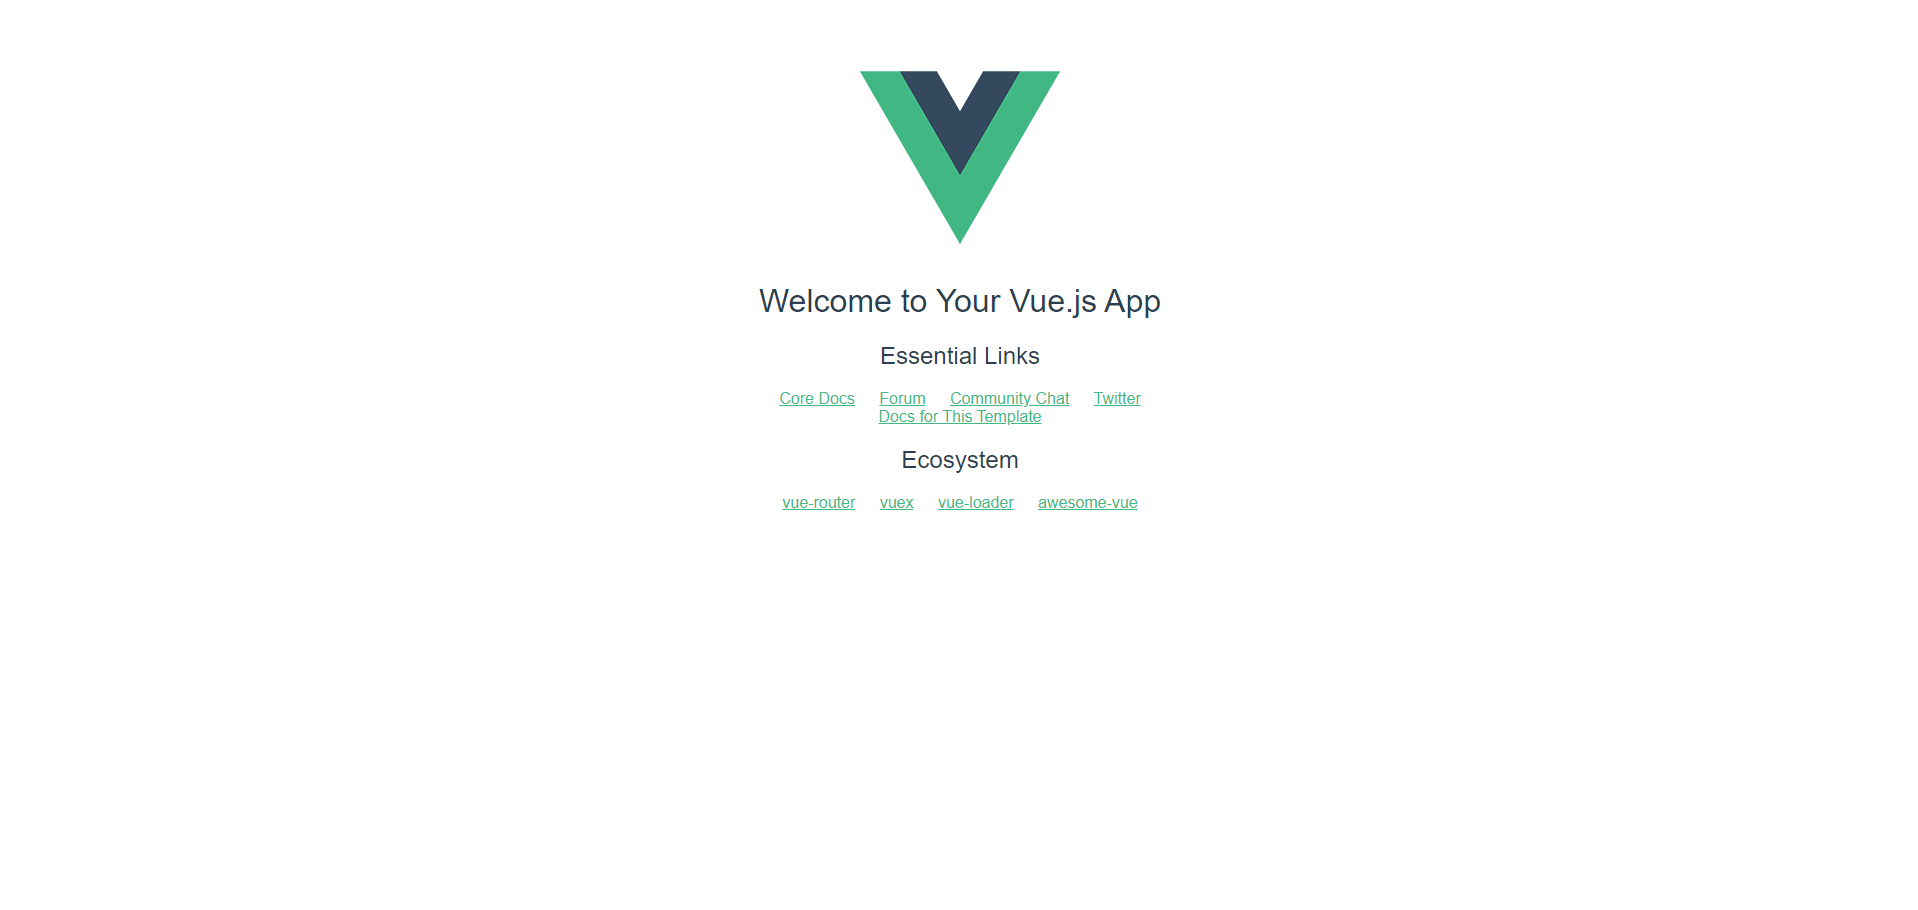 Welcome to Your Vue.js App
Essential Links
Core Docs Forum Community Chat Twitter
Docs for This Template
Ecosystem
vue-router vuex vue-loader awesome-vue